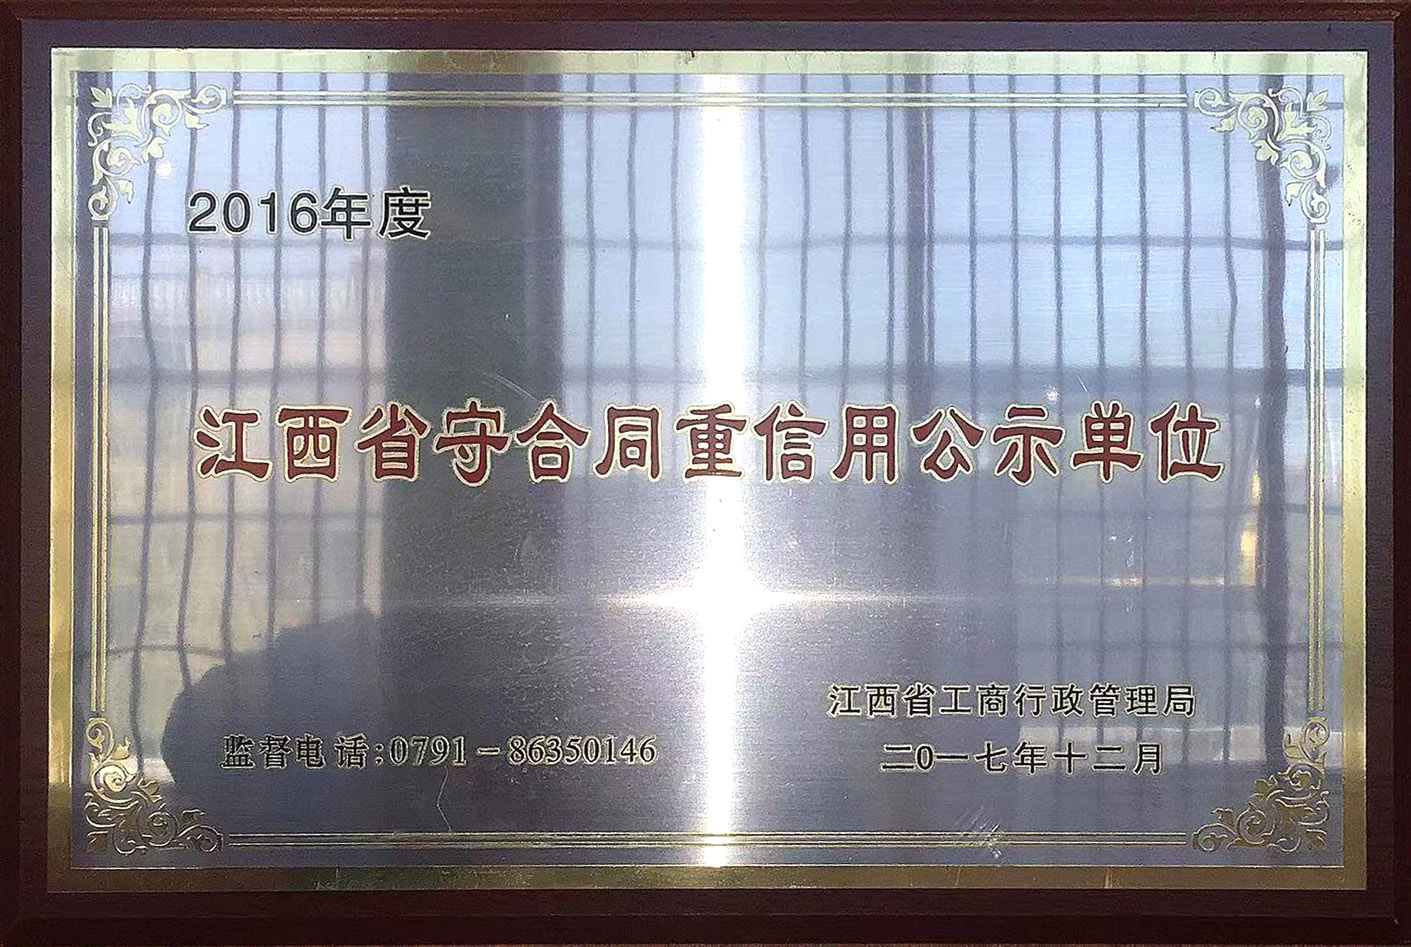 2016年度
江西省守合同重信用公示单位
江西省工商行政管理局
监督电话:0791－86350146
二〇一七年十二月